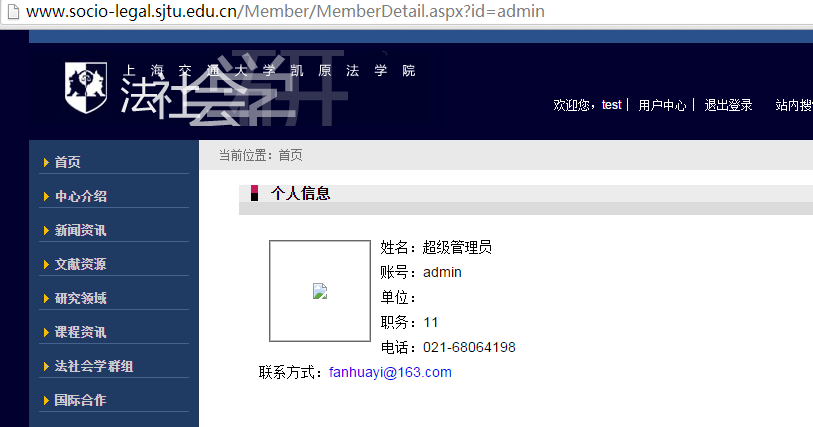 www.socio-legal.sjtu.edu.cn/Member/MemberDetail.aspx?id=admin
上海交通大学凯原法学院
法社会学
欢迎您，test | 用户中心 | 退出登录 站内搜
首页
中心介绍
新闻资讯
文献资源
研究领域
课程资讯
法社会学群组
国际合作
当前位置：首页
个人信息
姓名：超级管理员
账号：admin
单位：
职务：11
电话：021-68064198
联系方式：fanhuayi@163.com